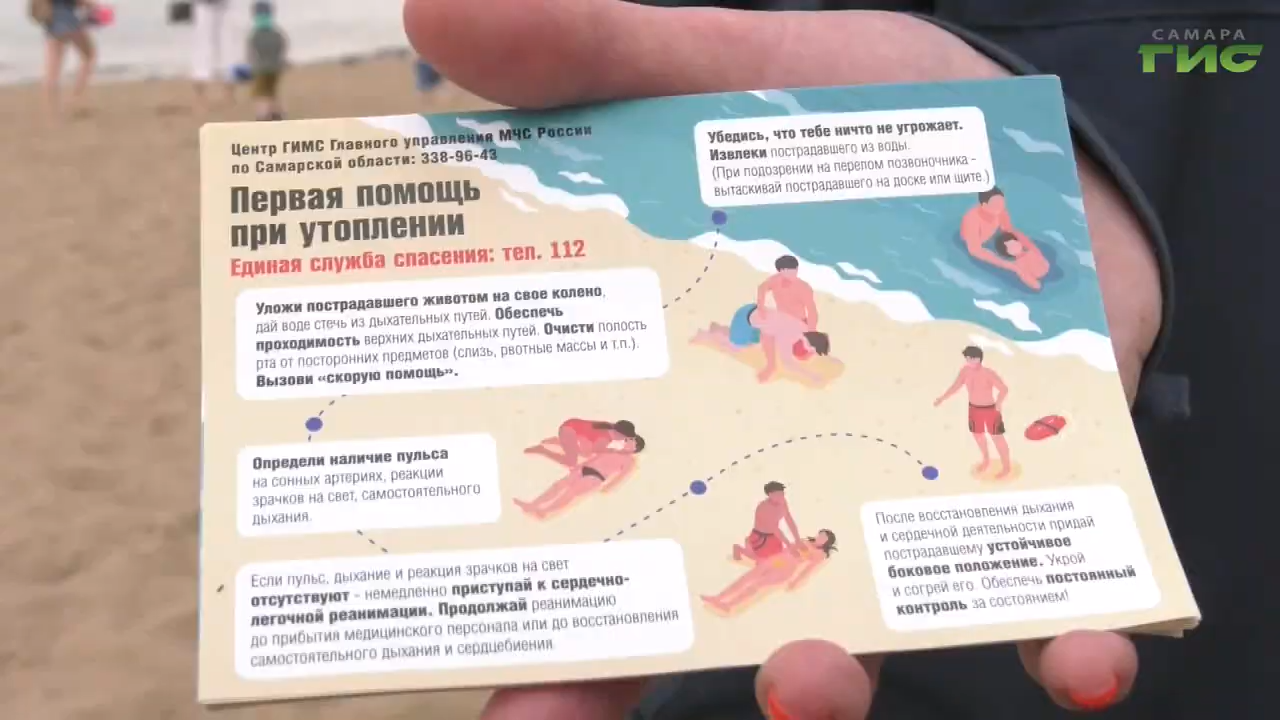 САМАРА
ГИС
Центр ГИМС Главного управления МЧС России
по Самарской области: 338-96-43
Первая помощь
при утоплении
Единая служба спасения: тел. 112
Убедись, что тебе ничто не угрожает.
Извлеки пострадавшего из воды.
(При подозрении на перелом позвоночника -
вытаскивай пострадавшего на доске или щите.)
Уложи пострадавшего животом на свое колено,
дай воде стечь из дыхательных путей. Обеспечь
проходимость верхних дыхательных путей. Очисти полость
рта от посторонних предметов (слизь, рвотные массы и т.п.).
Вызови «скорую помощь».
Определи наличие пульса
на сонных артериях, реакции
зрачков на свет, самостоятельного
дыхания.
Если пульс, дыхание и реакция зрачков на свет
отсутствуют - немедленно приступай к сердечно-
легочной реанимации. Продолжай реанимацию
до прибытия медицинского персонала или до восстановления
самостоятельного дыхания и сердцебиения.
После восстановления дыхания
и сердечной деятельности придай
пострадавшему устойчивое
боковое положение. Укрой
и согрей его. Обеспечь постоянный
контроль за состоянием!